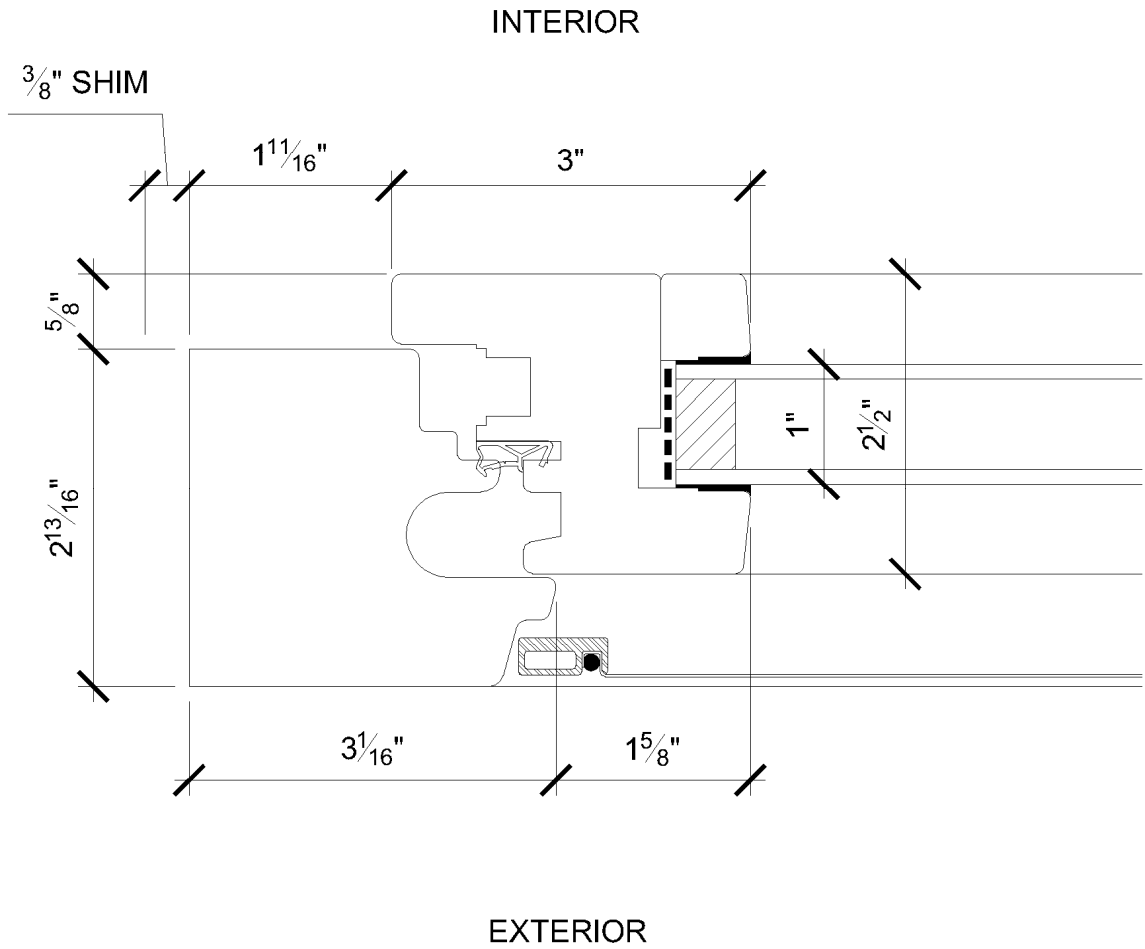 INTERIOR
3/8" SHIM
1 11/16"
3"
5/8"
2 13/16"
1"
2 1/2"
3 1/16"
1 5/8"
EXTERIOR